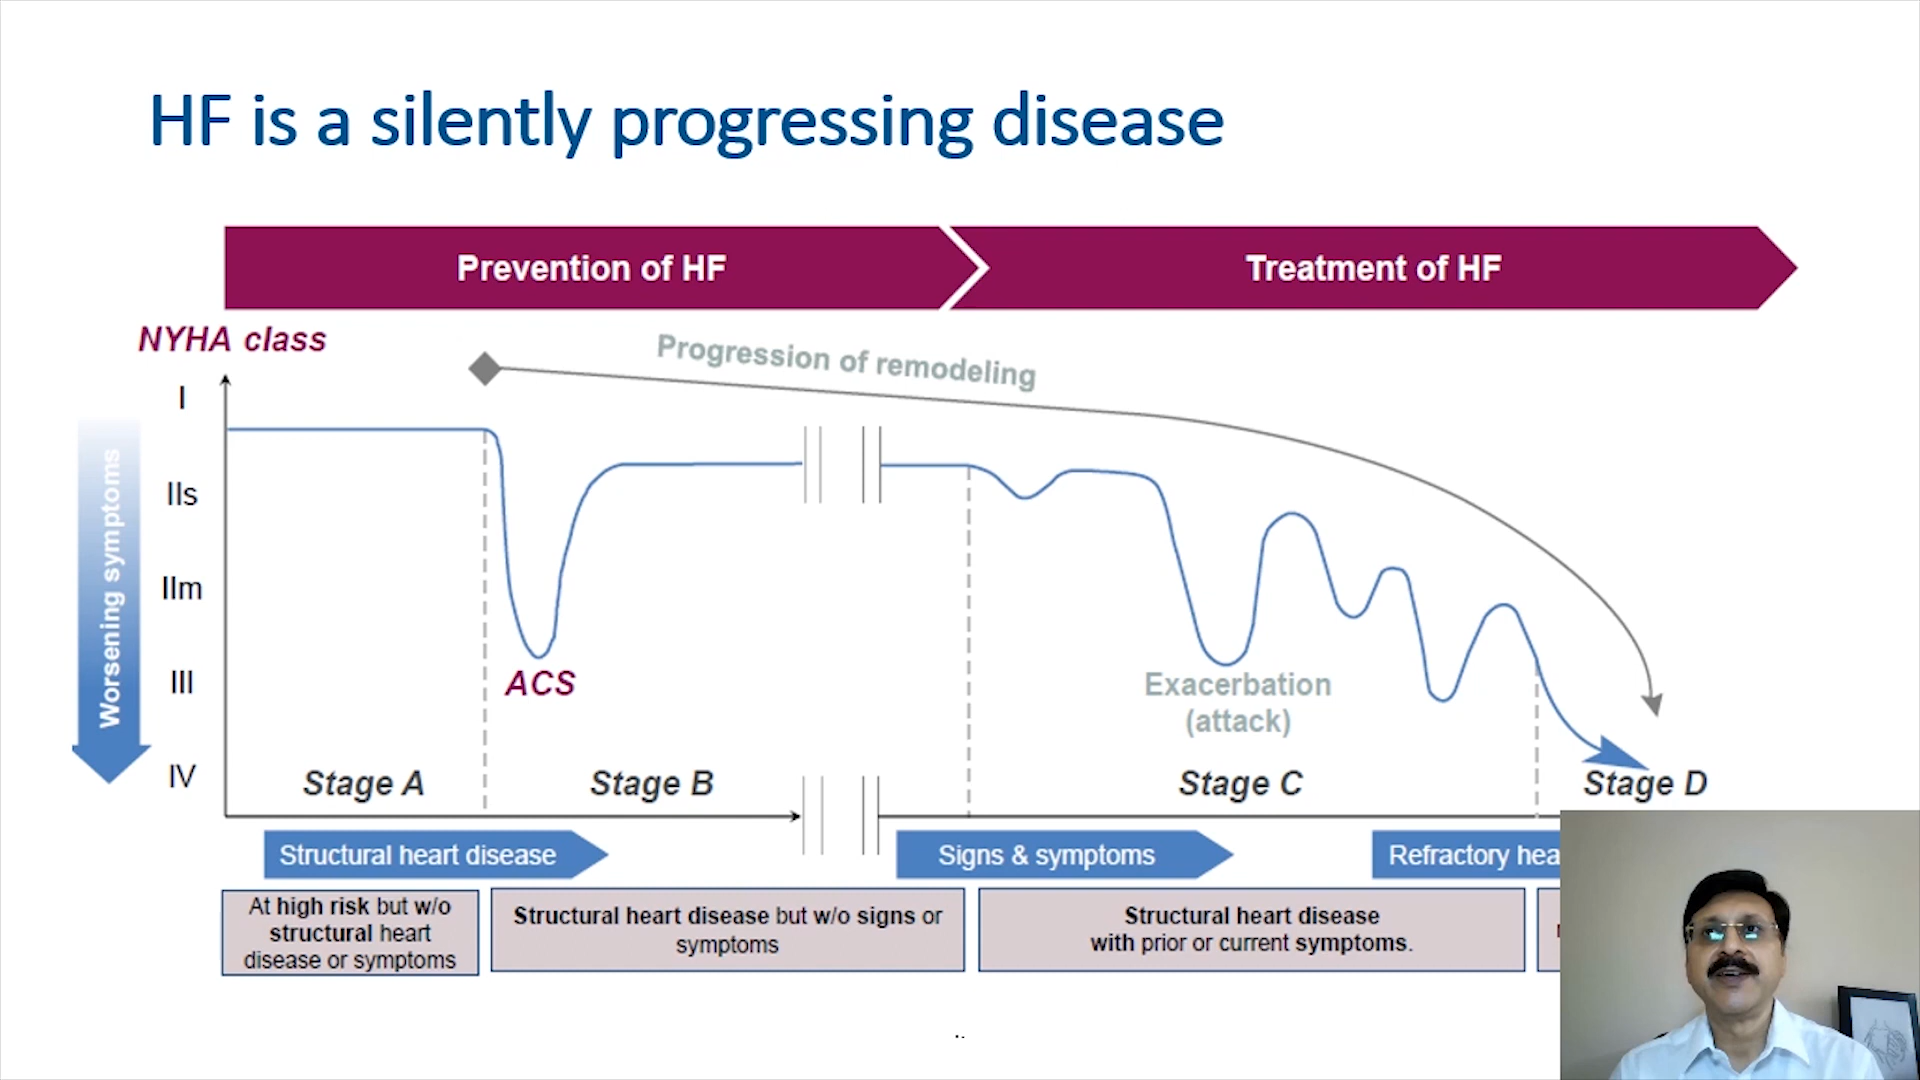 HF is a silently progressing disease
Prevention of HF
Treatment of HF
NYHA class
Progression of remodeling
I
IIs
IIm
III
IV
Worsening symptoms
ACS
Exacerbation
(attack)
Stage A
Stage B
Stage C
Stage D
Structural heart disease
Signs & symptoms
Refractory
At high risk but w/o
structural heart
disease or symptoms
Structural heart disease but w/o signs or
symptoms
Structural heart disease
with prior or current symptoms.